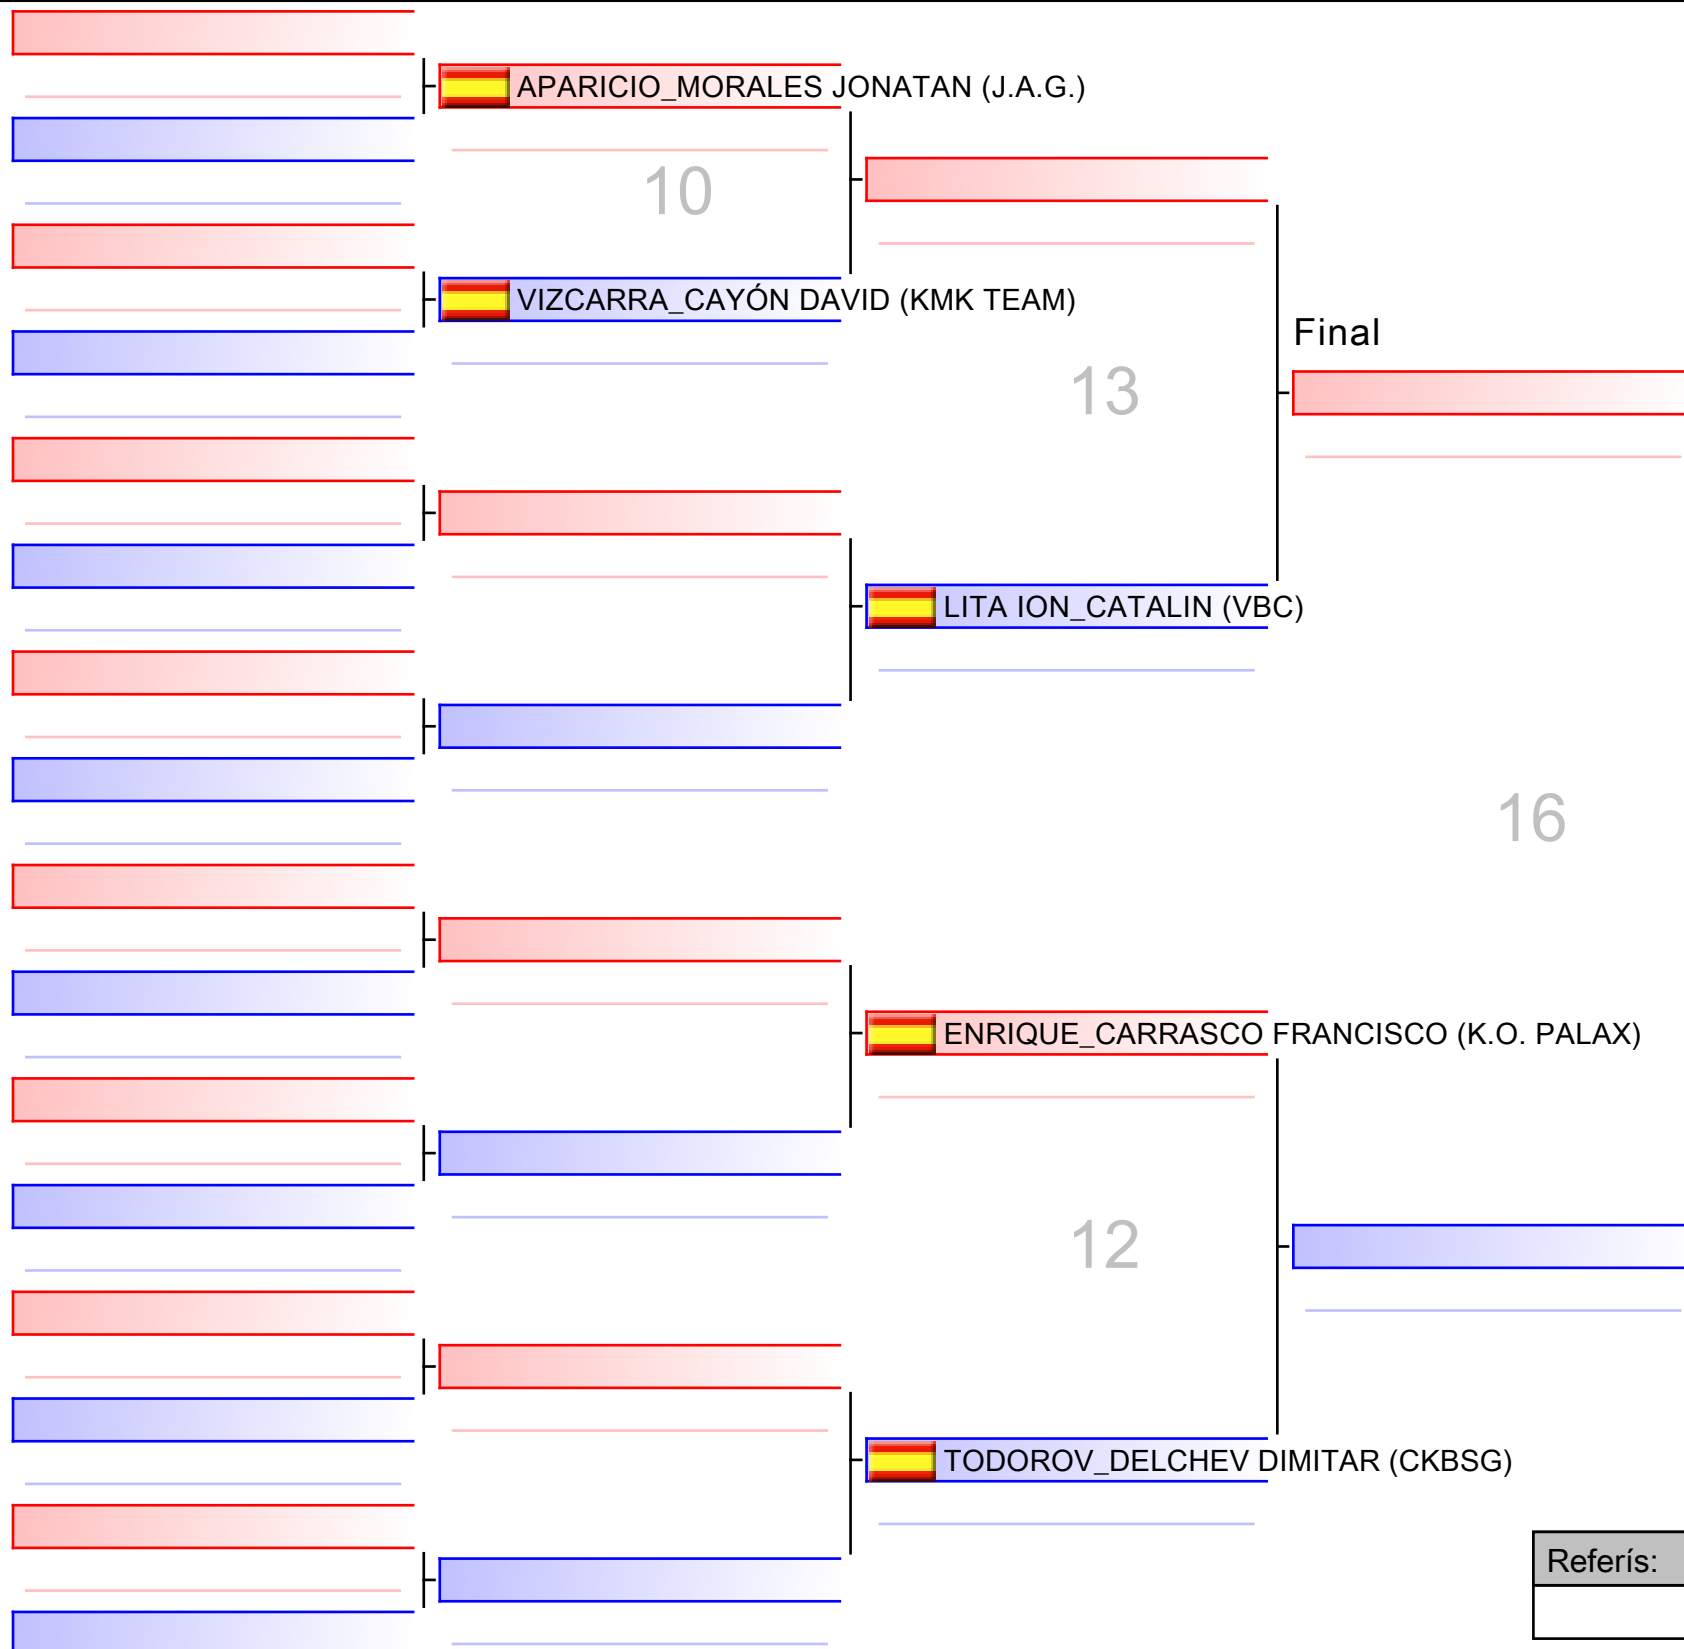 APARICIO_MORALES JONATAN (J.A.G.)
10
VIZCARRA_CAYÓN DAVID (KMK TEAM)
Final
13
LITA ION_CATALIN (VBC)
16
ENRIQUE_CARRASCO FRANCISCO (K.O. PALAX)
12
TODOROV_DELCHEV DIMITAR (CKBSG)
Referís: